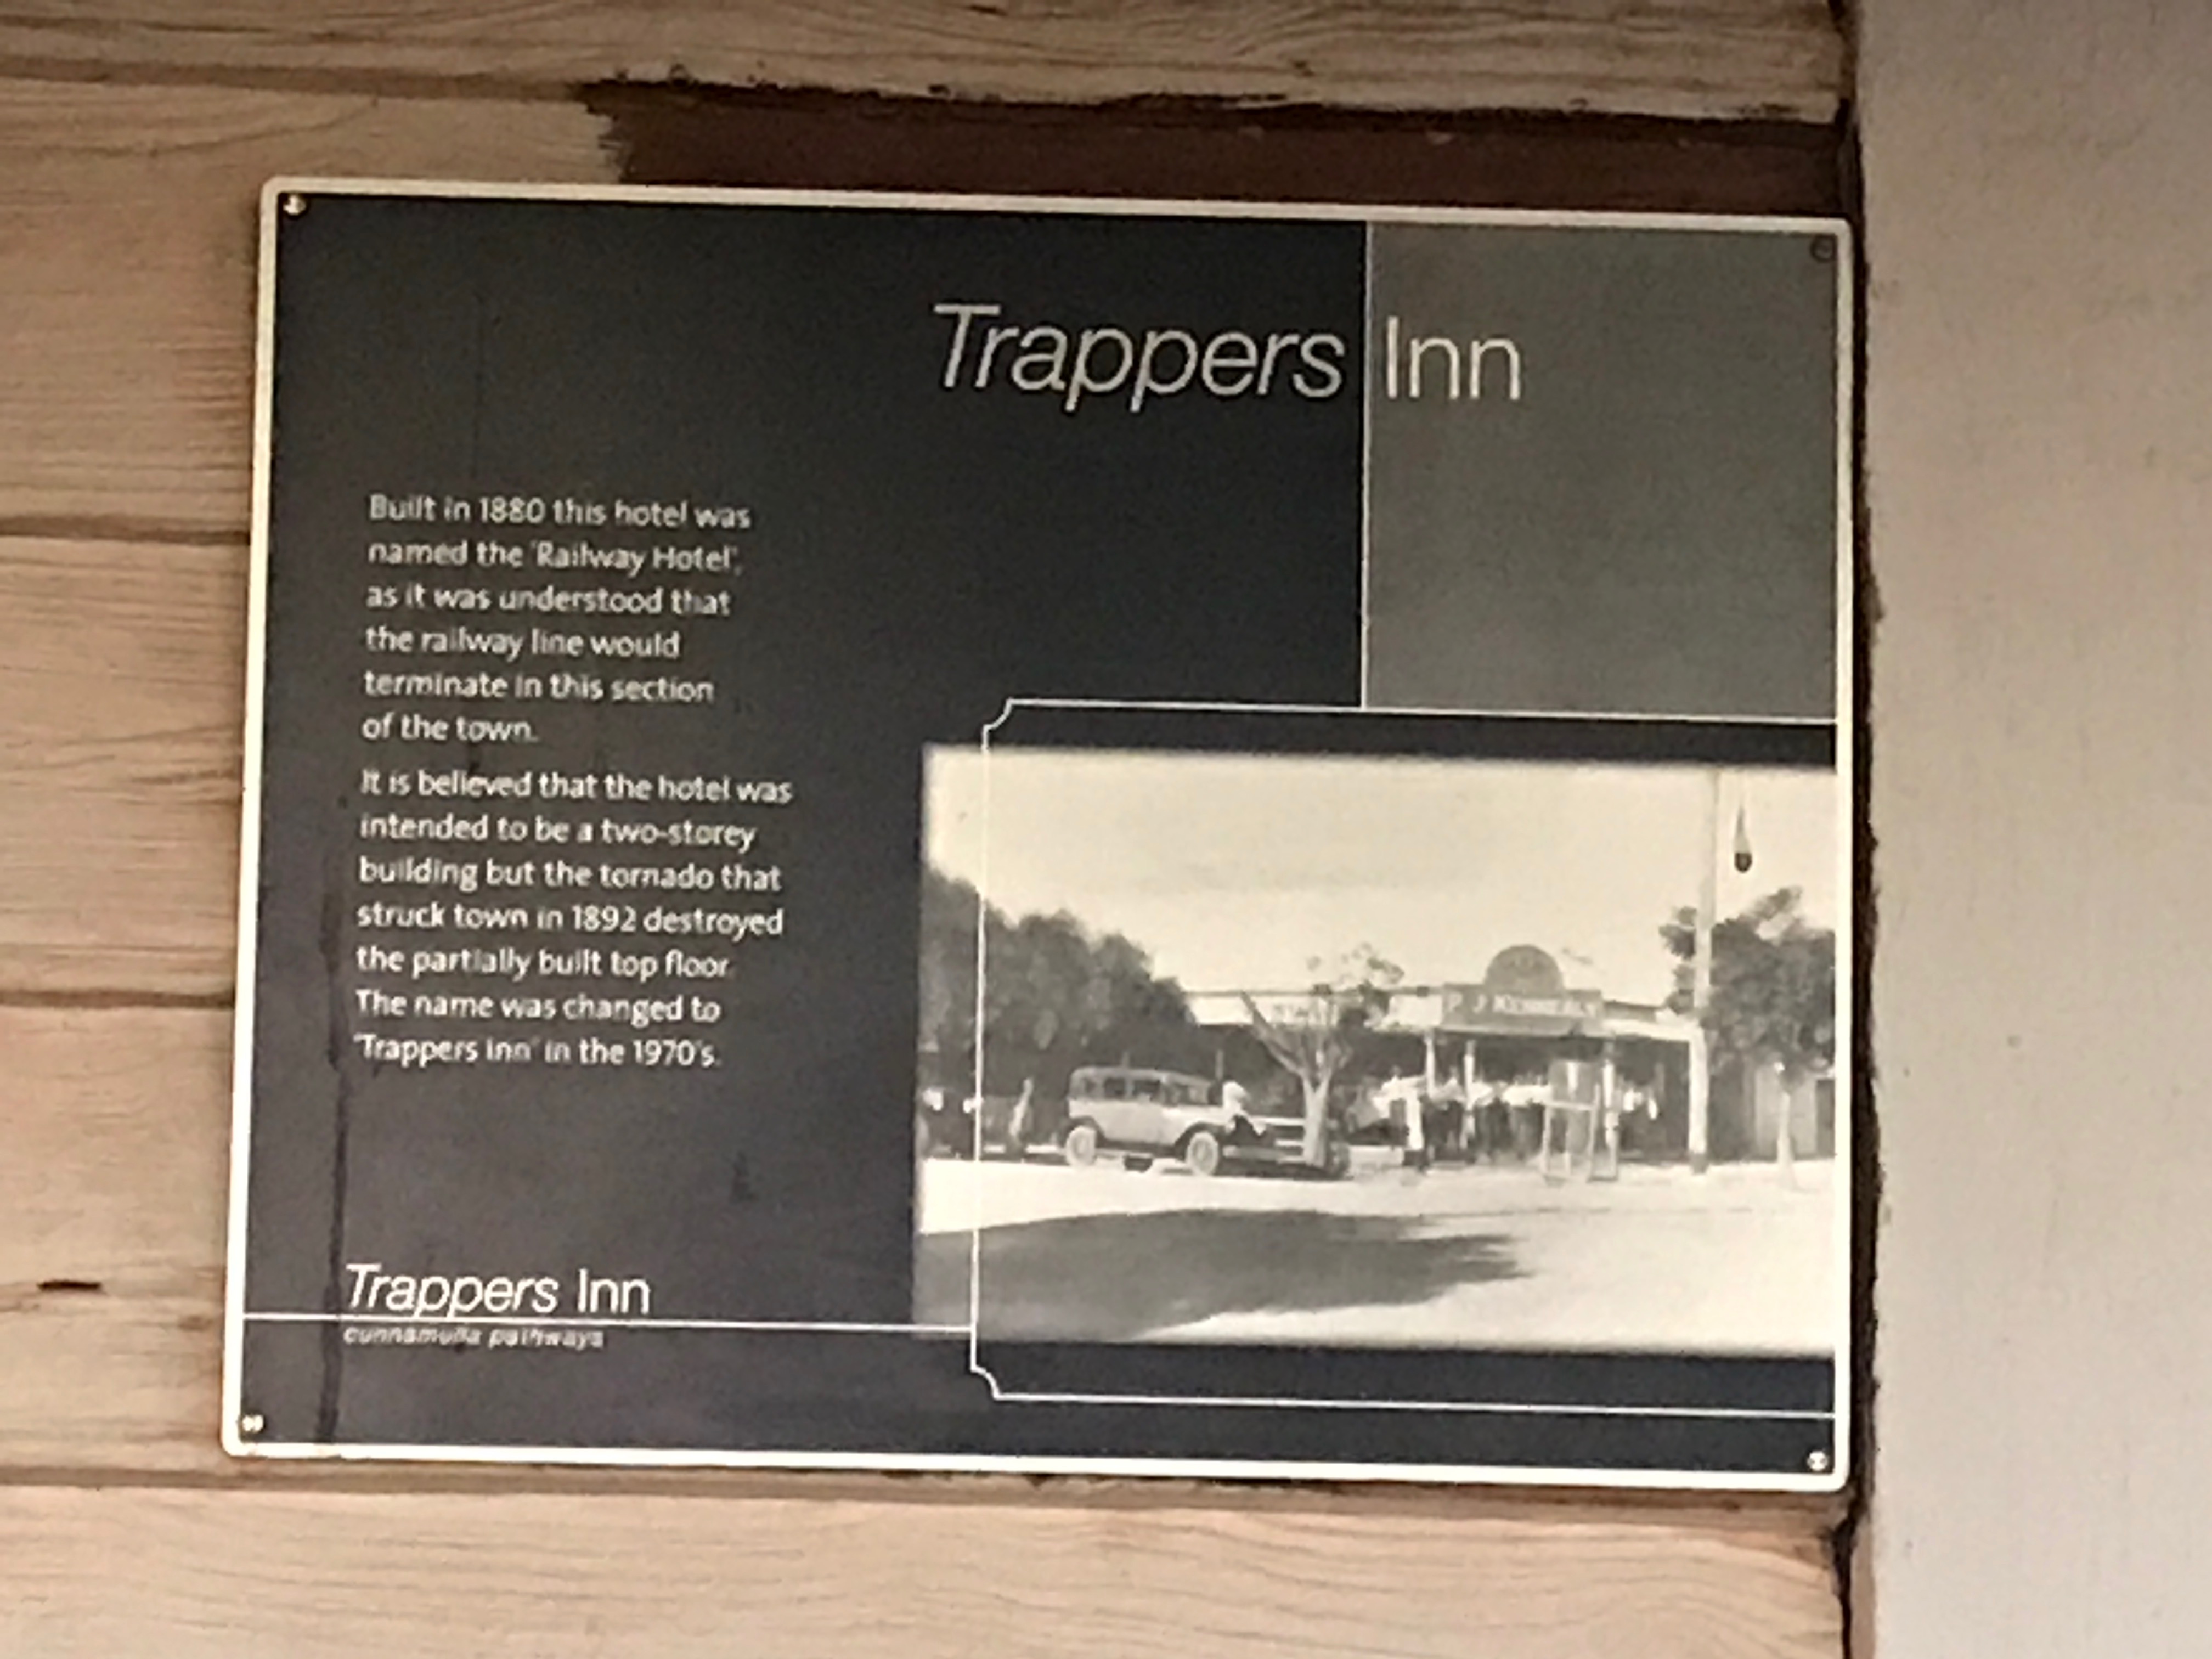 Trappers Inn
Built in 1880 this hotel was
named the 'Railway Hotel',
as it was understood that
the railway line would
terminate in this section
of the town.
It is believed that the hotel was
intended to be a two-storey
building but the tornado that
struck town in 1892 destroyed
the partially built top floor.
The name was changed to
'Trappers Inn' in the 1970's.
P J KENNEALY
Trappers Inn
cunnamulla pathways